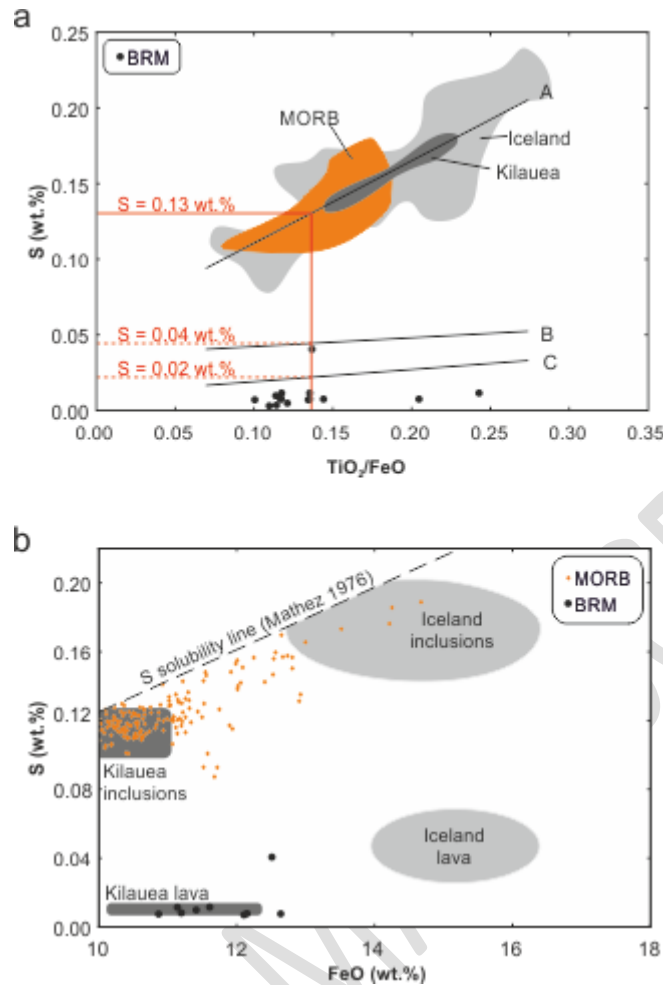 a
BRM
0.25
0.20
0.15
0.10
0.05
0.00
S (wt.%)
MORB
A
Iceland
Kilauea
S = 0.13 wt.%
S = 0.04 wt.%
B
S = 0.02 wt.%
C
0.00 0.05 0.10 0.15 0.20 0.25 0.30 0.35
TiO₂/FeO
b
MORB
BRM
S solubility line (Mathez 1976)
0.20
0.16
0.12
0.08
0.04
0.00
S (wt.%)
Iceland
inclusions
Kilauea
inclusions
Iceland
lava
Kilauea lava
10 12 14 16 18
FeO (wt.%)